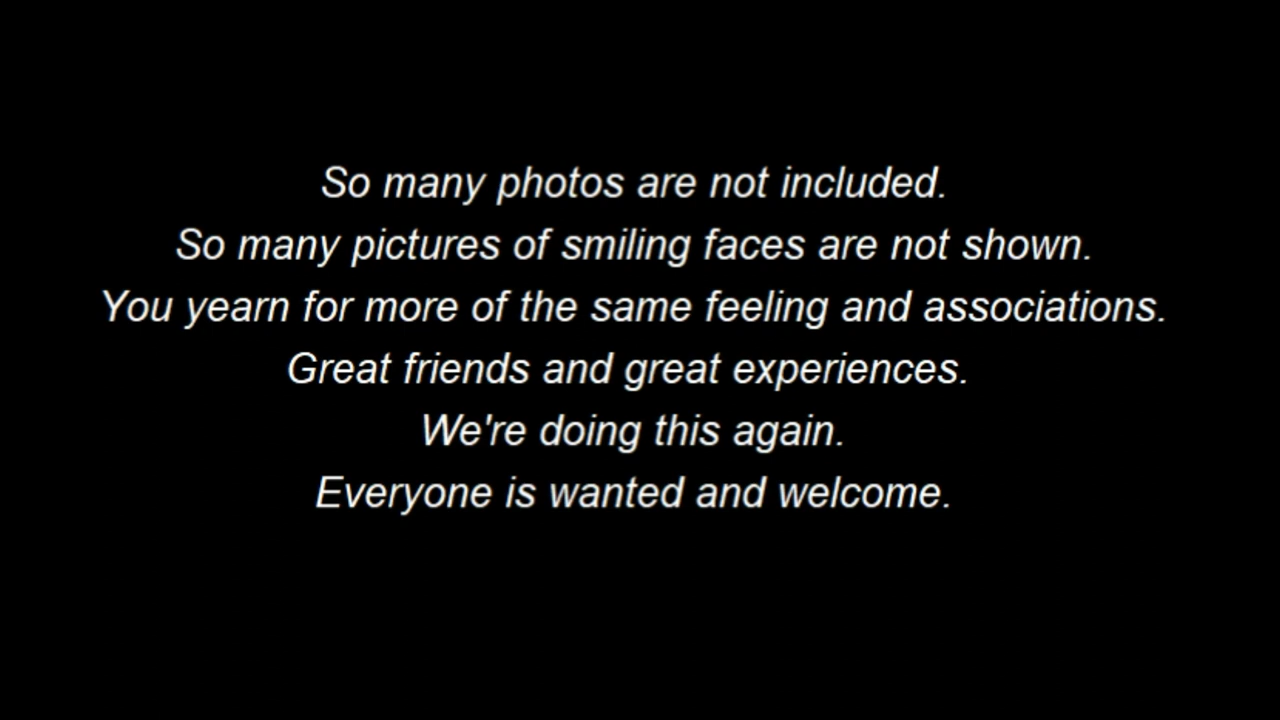 So many photos are not included.
So many pictures of smiling faces are not shown.
You yearn for more of the same feeling and associations.
Great friends and great experiences.
We're doing this again.
Everyone is wanted and welcome.